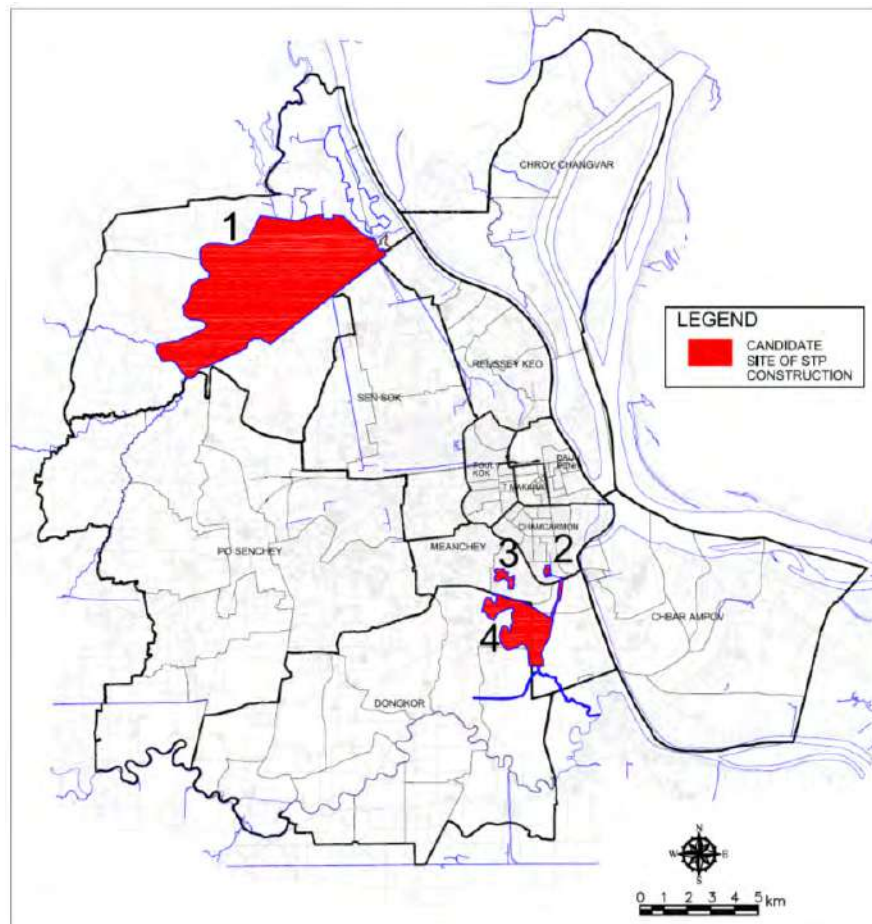 CHROY CHANGVAR
1
LEGEND
CANDIDATE
SITE OF STP
CONSTRUCTION
REUSSEY KEO
SEN SOK
TOUL
KOK
DAUN
PENH
7 MAKARA
CHAMCARMON
MEANCHEY
3
2
PO SENCHEY
4
CHBAR AMPOV
DONGKOR
N
W
E
S
0 1 2 3 4 5 km